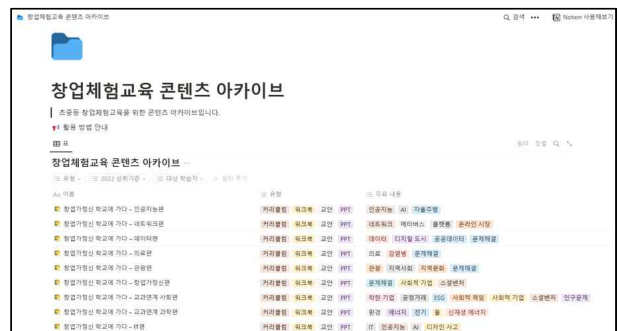 창업체험교육 콘텐츠 아카이브
검색 ••• Notion 사용해보기
창업체험교육 콘텐츠 아카이브
초중등 창업체험교육을 위한 콘텐츠 아카이브입니다.
활용 방법 안내
표 필터 정렬
창업체험교육 콘텐츠 아카이브 ...
유형 2022 성취기준 대상 학습자 + 필터 추가
Aa 이름 유형 주요 내용
창업가정신 학교에 가다 - 인공지능편 커리큘럼 워크북 교안 PPT 인공지능 AI 자율주행
창업가정신 학교에 가다 - 네트워크편 커리큘럼 워크북 교안 PPT 네트워크 메타버스 플랫폼 온라인 시장
창업가정신 학교에 가다 - 데이터편 커리큘럼 워크북 교안 PPT 데이터 디지털 도시 공공데이터 문제해결
창업가정신 학교에 가다 - 의료편 커리큘럼 워크북 교안 PPT 의료 감염병 문제해결
창업가정신 학교에 가다 - 관광편 커리큘럼 워크북 교안 PPT 관광 지역사회 지역문화 문제해결
창업가정신 학교에 가다 - 창업가정신편 커리큘럼 워크북 교안 PPT 문제해결 사회적 기업 소셜벤처
창업가정신 학교에 가다 - 교과연계 사회편 커리큘럼 워크북 교안 PPT 착한 기업 공정거래 ESG 사회적 책임 사회적 기업 소셜벤처 인구문제
창업가정신 학교에 가다 - 교과연계 과학편 커리큘럼 워크북 교안 PPT 환경 에너지 전기 물 신재생 에너지
창업가정신 학교에 가다 - IT편 커리큘럼 워크북 교안 PPT IT 인공지능 AI 디자인 사고